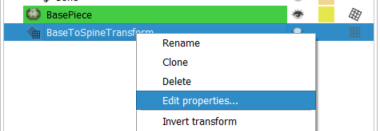 BasePiece
BaseToSpineTransform
Rename
Clone
Delete
Edit properties...
Invert transform